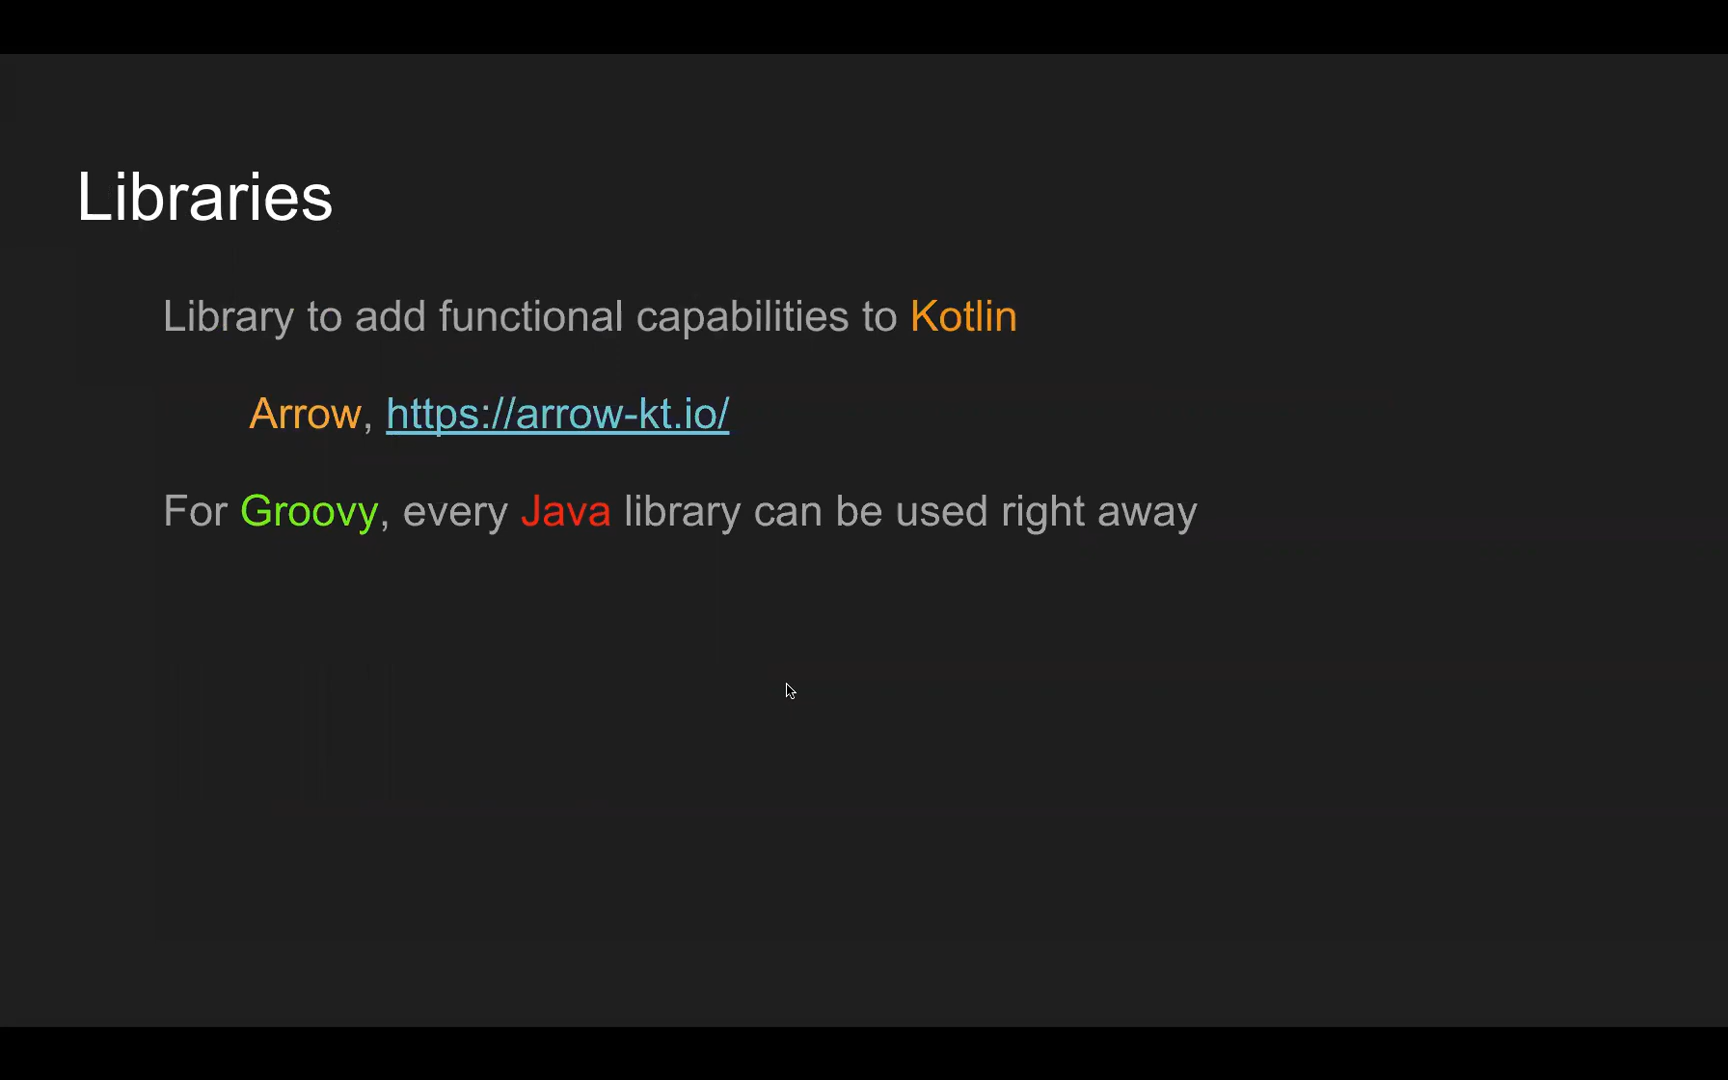 Libraries
Library to add functional capabilities to Kotlin
Arrow, https://arrow-kt.io/
For Groovy, every Java library can be used right away